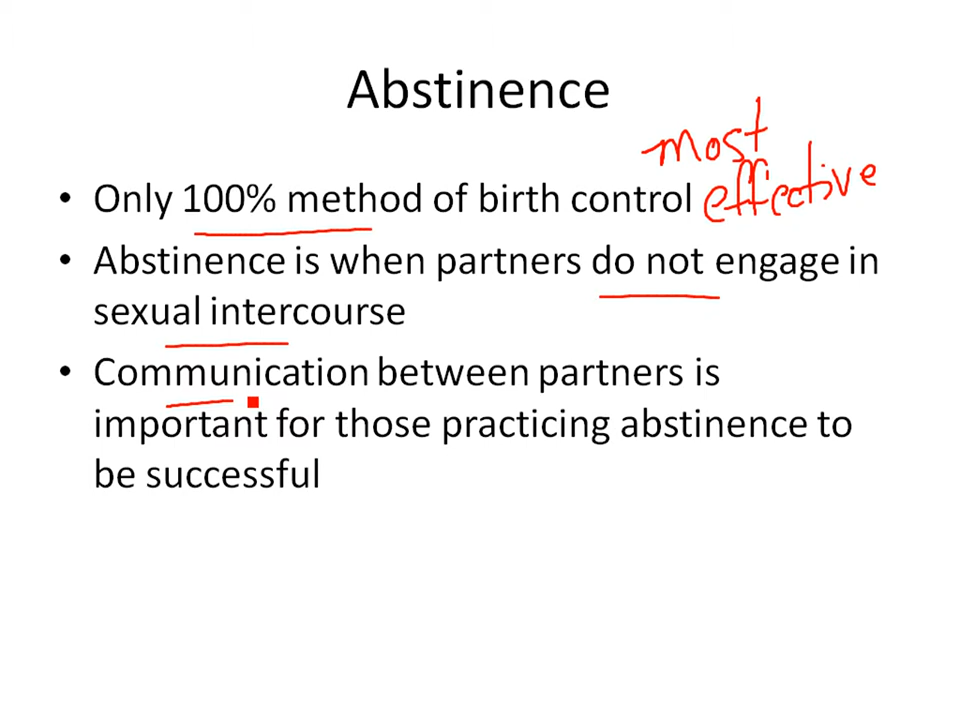 Abstinence
most
• Only 100% method of birth control effective
• Abstinence is when partners do not engage in
sexual intercourse
• Communication between partners is
important for those practicing abstinence to
be successful